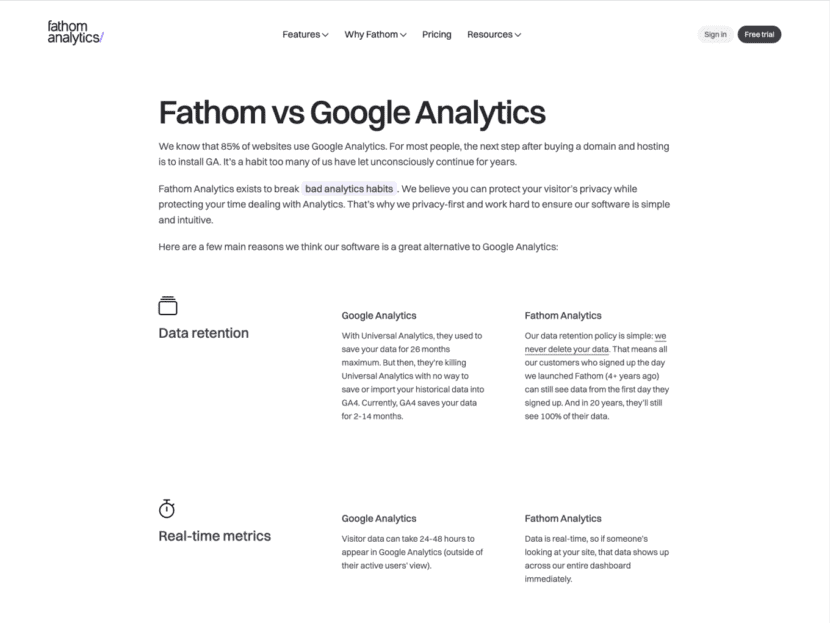 fathom
analytics/
Features
Why Fathom
Pricing
Resources
Sign in
Free trial
Fathom vs Google Analytics
We know that 85% of websites use Google Analytics. For most people, the next step after buying a domain and hosting
is to install GA. It's a habit too many of us have let unconsciously continue for years.
Fathom Analytics exists to break bad analytics habits . We believe you can protect your visitor's privacy while
protecting your time dealing with Analytics. That's why we privacy-first and work hard to ensure our software is simple
and intuitive.
Here are a few main reasons we think our software is a great alternative to Google Analytics:
Data retention
Google Analytics
With Universal Analytics, they used to
save your data for 26 months
maximum. But then, they're killing
Universal Analytics with no way to
save or import your historical data into
GA4. Currently, GA4 saves your data
for 2-14 months.
Fathom Analytics
Our data retention policy is simple: we
never delete your data. That means all
our customers who signed up the day
we launched Fathom (4+ years ago)
can still see data from the first day they
signed up. And in 20 years, they'll still
see 100% of their data.
Real-time metrics
Google Analytics
Visitor data can take 24-48 hours to
appear in Google Analytics (outside of
their active users' view).
Fathom Analytics
Data is real-time, so if someone's
looking at your site, that data shows up
across our entire dashboard
immediately.